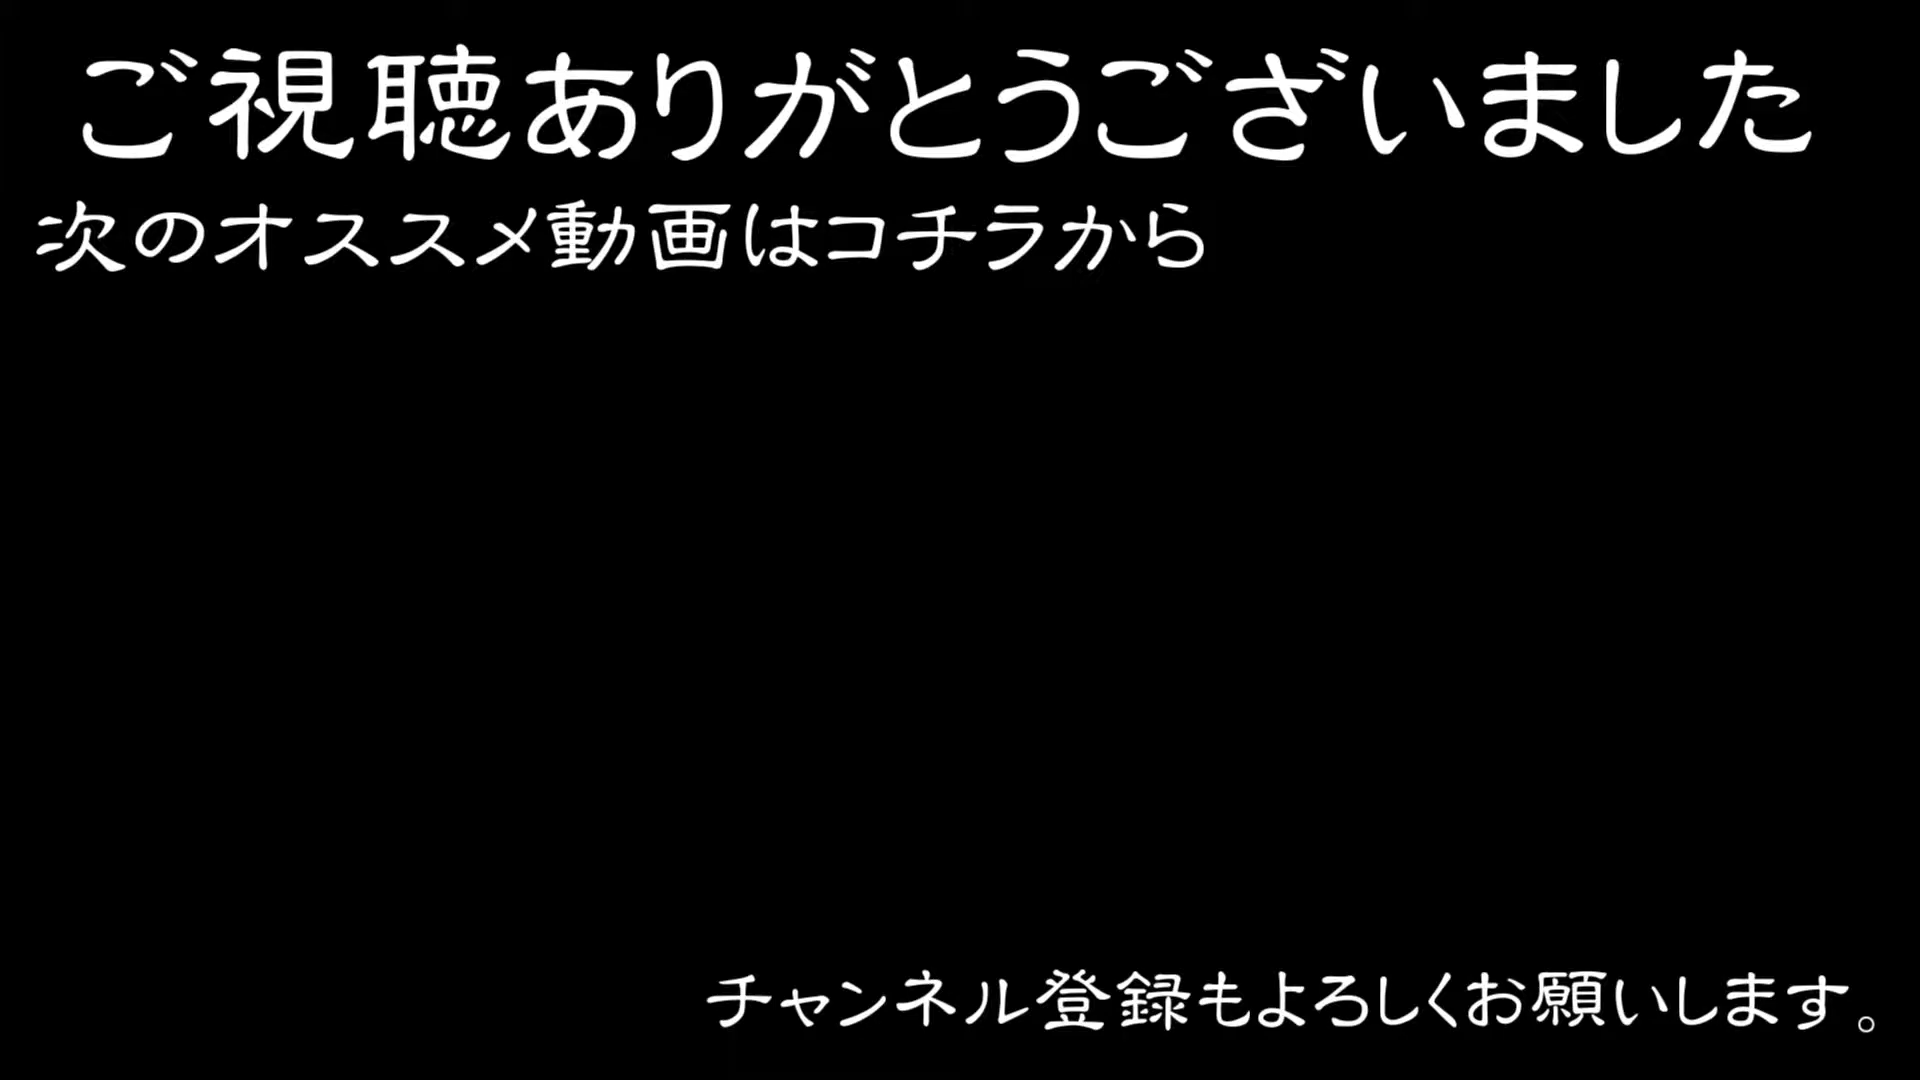 ご視聴ありがとうございました
次のオススメ動画はコチラから
チャンネル登録もよろしくお願いします。